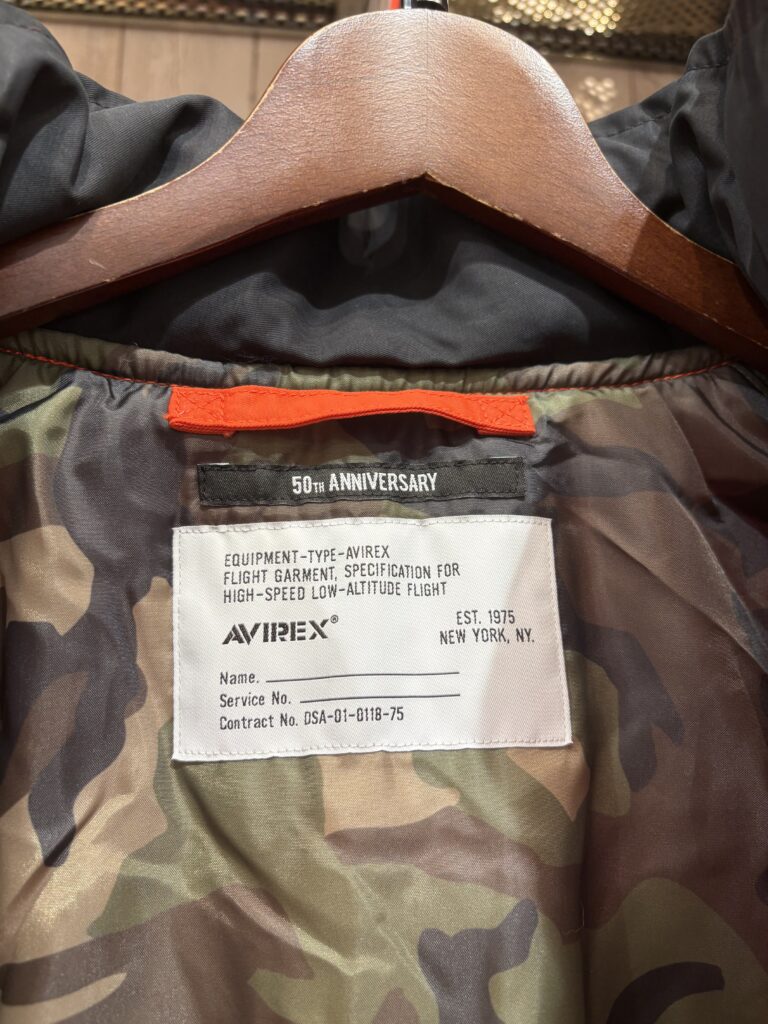 50TH ANNIVERSARY
EQUIPMENT-TYPE-AVIREX
FLIGHT GARMENT, SPECIFICATION FOR
HIGH-SPEED LOW-ALTITUDE FLIGHT
AVIREX®
EST. 1975
NEW YORK, NY.
Name.
Service No.
Contract No. DSA-01-0118-75